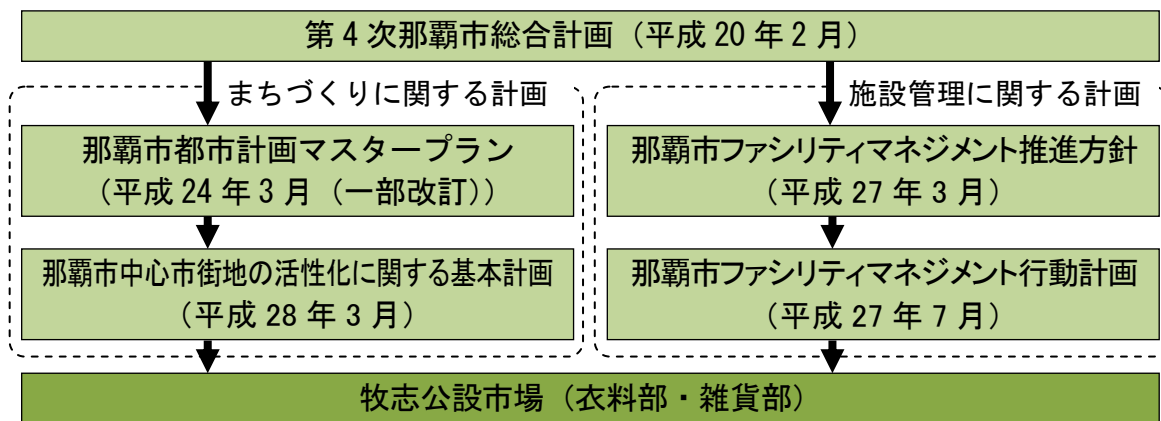 第4次那覇市総合計画（平成20年2月）
まちづくりに関する計画
那覇市都市計画マスタープラン
（平成24年3月（一部改訂））
那覇市中心市街地の活性化に関する基本計画
（平成28年3月）
施設管理に関する計画
那覇市ファシリティマネジメント推進方針
（平成27年3月）
那覇市ファシリティマネジメント行動計画
（平成27年7月）
牧志公設市場（衣料部・雑貨部）